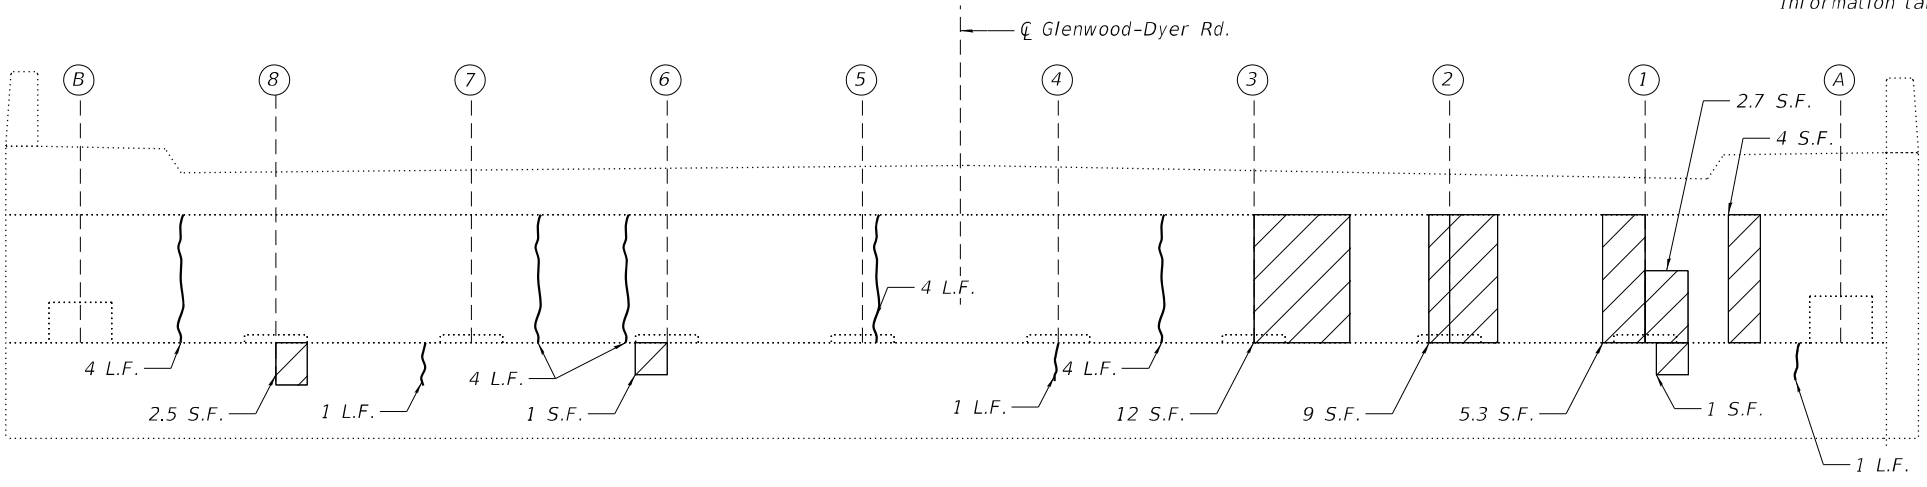 Information ta
℄ Glenwood-Dyer Rd.
B
8
7
6
5
4
3
2
1
A
2.7 S.F.
4 S.F.
4 L.F.
4 L.F.
4 L.F.
4 L.F.
2.5 S.F.
1 L.F.
1 S.F.
1 L.F.
12 S.F.
9 S.F.
5.3 S.F.
1 S.F.
1 L.F.